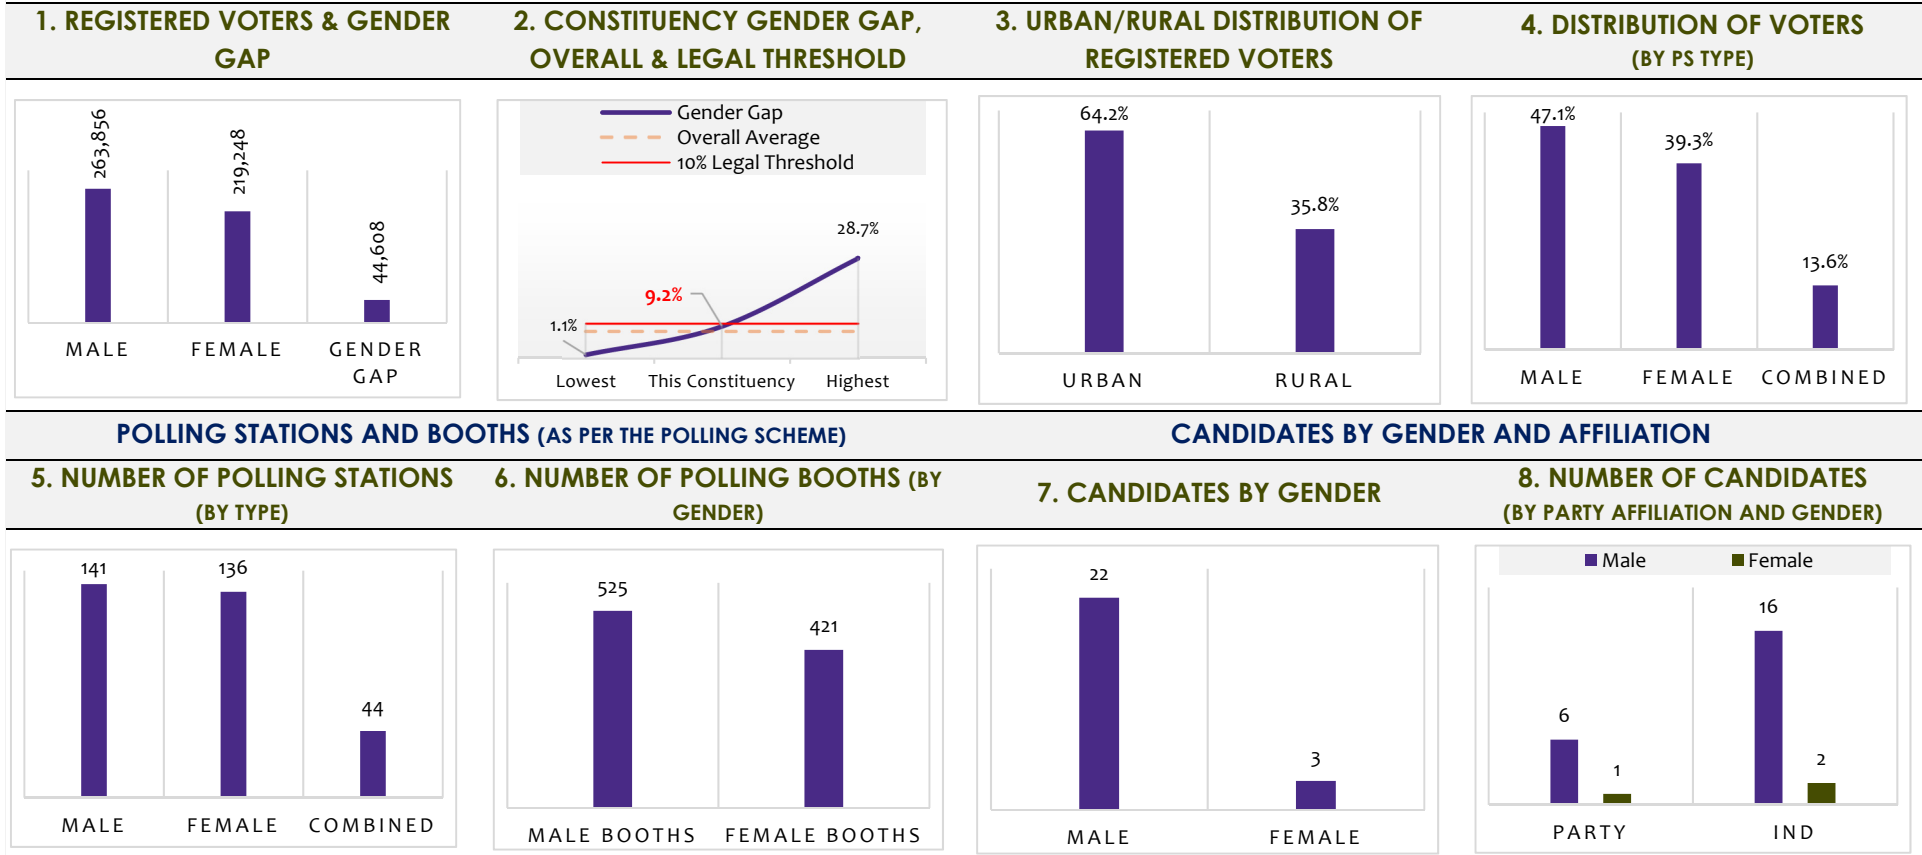 1. REGISTERED VOTERS & GENDER
GAP
2. CONSTITUENCY GENDER GAP,
OVERALL & LEGAL THRESHOLD
3. URBAN/RURAL DISTRIBUTION OF
REGISTERED VOTERS
4. DISTRIBUTION OF VOTERS
(BY PS TYPE)
263,856
219,248
44,608
MALE
FEMALE
GENDER
GAP
Gender Gap
Overall Average
10% Legal Threshold
28.7%
9.2%
1.1%
Lowest
This Constituency
Highest
64.2%
35.8%
URBAN
RURAL
47.1%
39.3%
13.6%
MALE
FEMALE
COMBINED
POLLING STATIONS AND BOOTHS (AS PER THE POLLING SCHEME)
CANDIDATES BY GENDER AND AFFILIATION
5. NUMBER OF POLLING STATIONS
(BY TYPE)
6. NUMBER OF POLLING BOOTHS (BY
GENDER)
7. CANDIDATES BY GENDER
8. NUMBER OF CANDIDATES
(BY PARTY AFFILIATION AND GENDER)
141
136
44
MALE
FEMALE
COMBINED
525
421
MALE BOOTHS
FEMALE BOOTHS
22
3
MALE
FEMALE
Male
Female
6
1
16
2
PARTY
IND